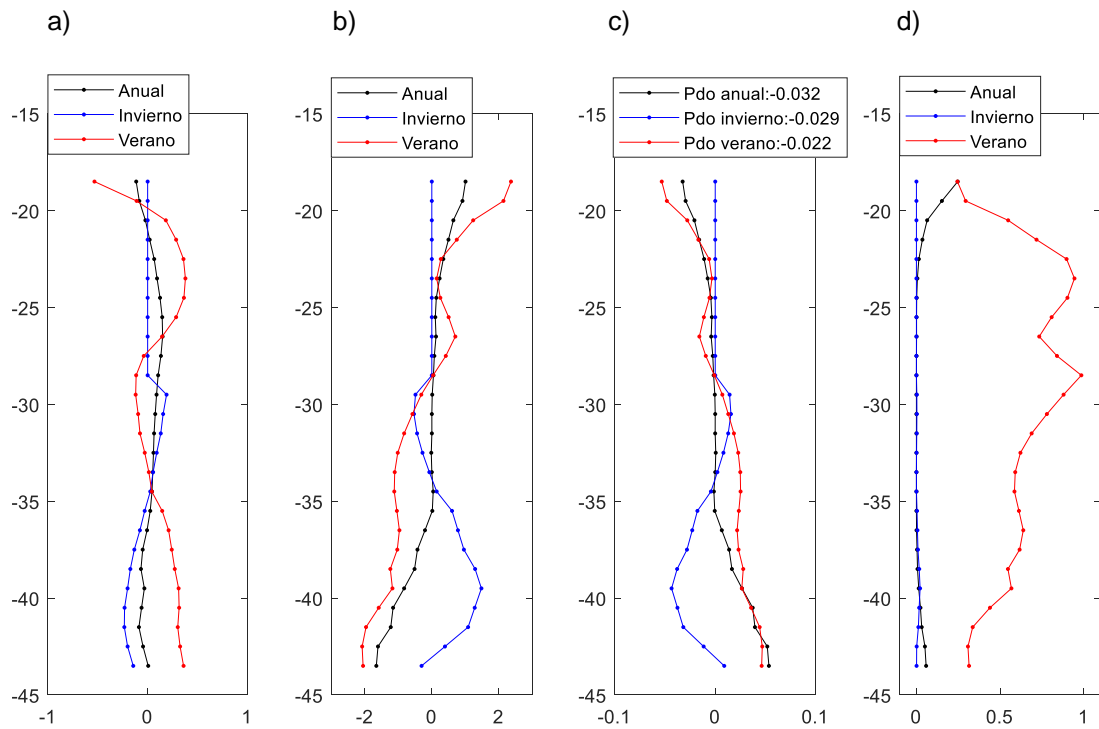 a)
b)
c)
d)
Anual
Invierno
Verano
Anual
Invierno
Verano
Pdo anual:-0.032
Pdo invierno:-0.029
Pdo verano:-0.022
Anual
Invierno
Verano
-15
-20
-25
-30
-35
-40
-45
-1
0
1
-15
-20
-25
-30
-35
-40
-45
-2
0
2
-15
-20
-25
-30
-35
-40
-45
-0.1
0
0.1
-15
-20
-25
-30
-35
-40
-45
0
0.5
1